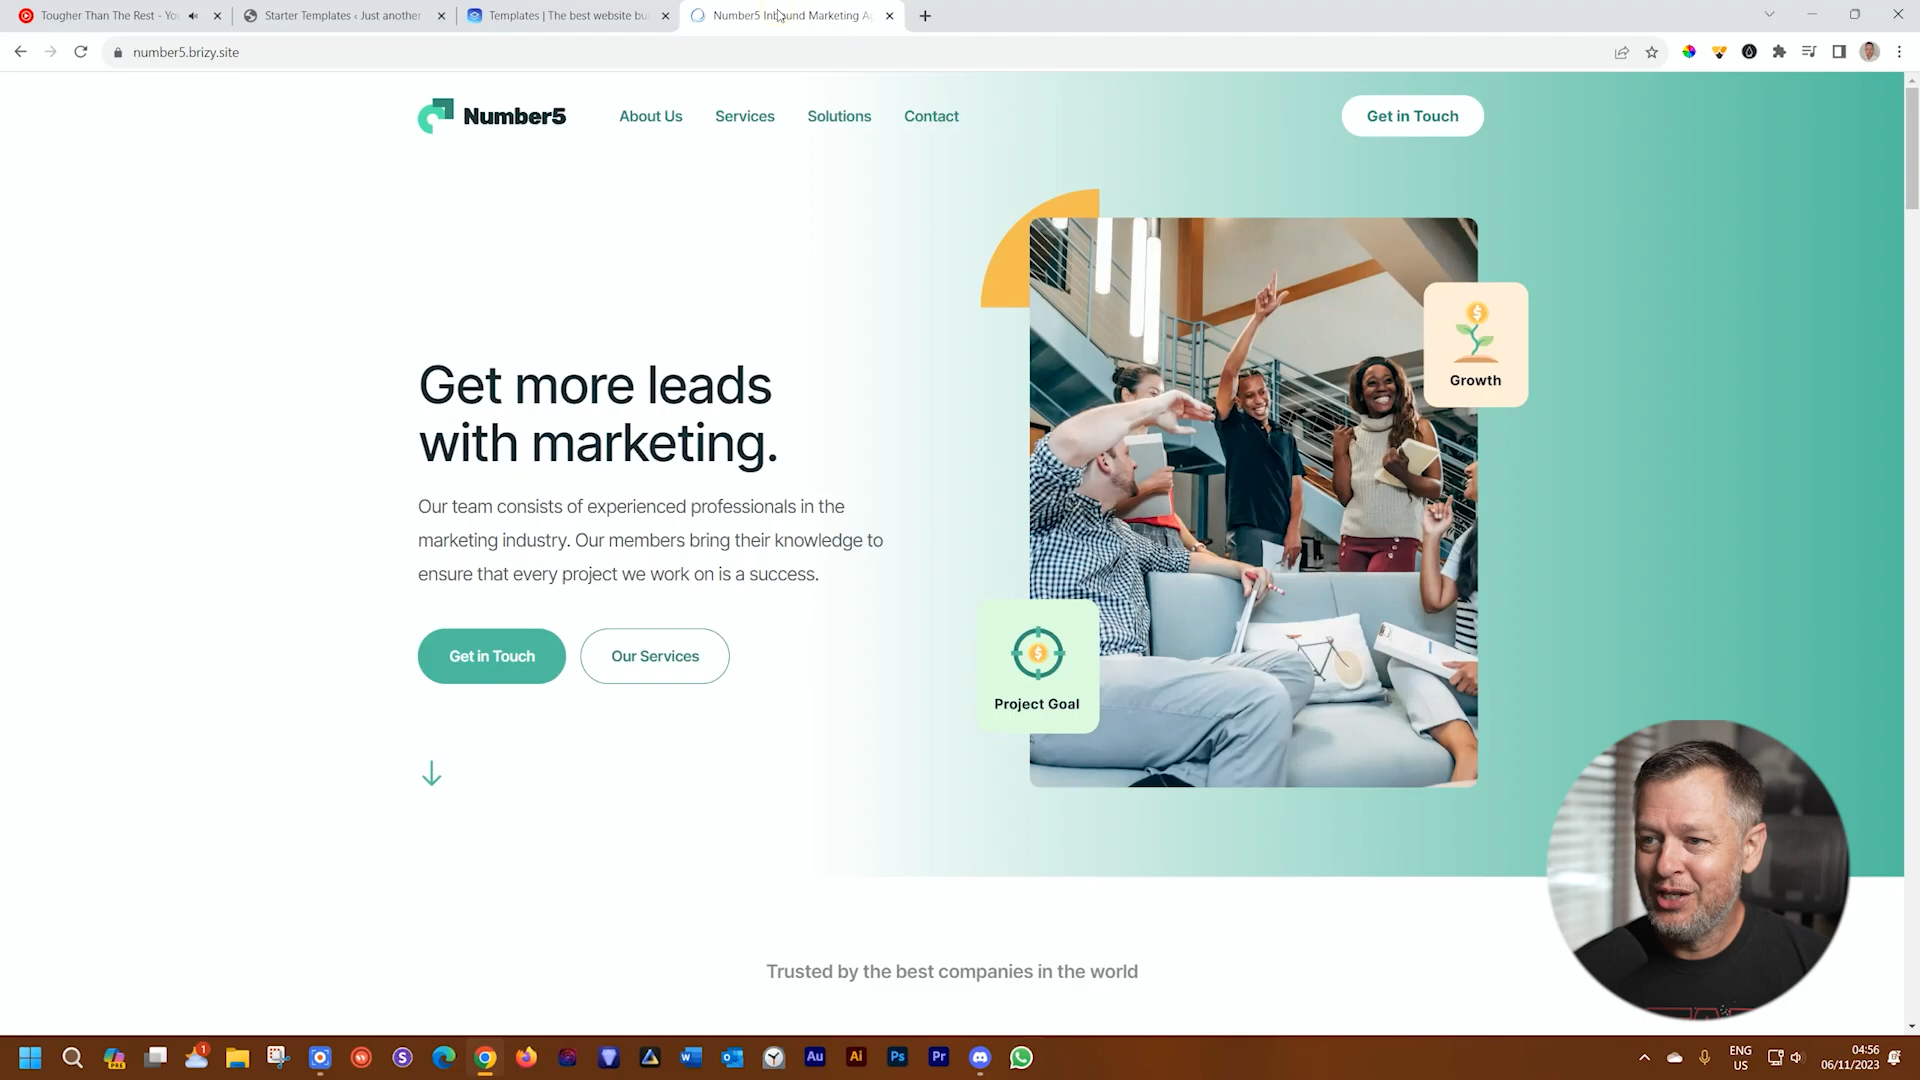 Tougher Than The Rest - Yo
Starter Templates ‹ Just another
Templates | The best website bu
Number5 Inbound Marketing Ag
number5.brizy.site
Number5
About Us
Services
Solutions
Contact
Get in Touch
Growth
Get more leads
with marketing.
Our team consists of experienced professionals in the
marketing industry. Our members bring their knowledge to
ensure that every project we work on is a success.
Get in Touch
Our Services
Project Goal
Trusted by the best companies in the world
1
PRE
S
W
Au
Ai
Ps
Pr
ENG
US
04:56
06/11/2023